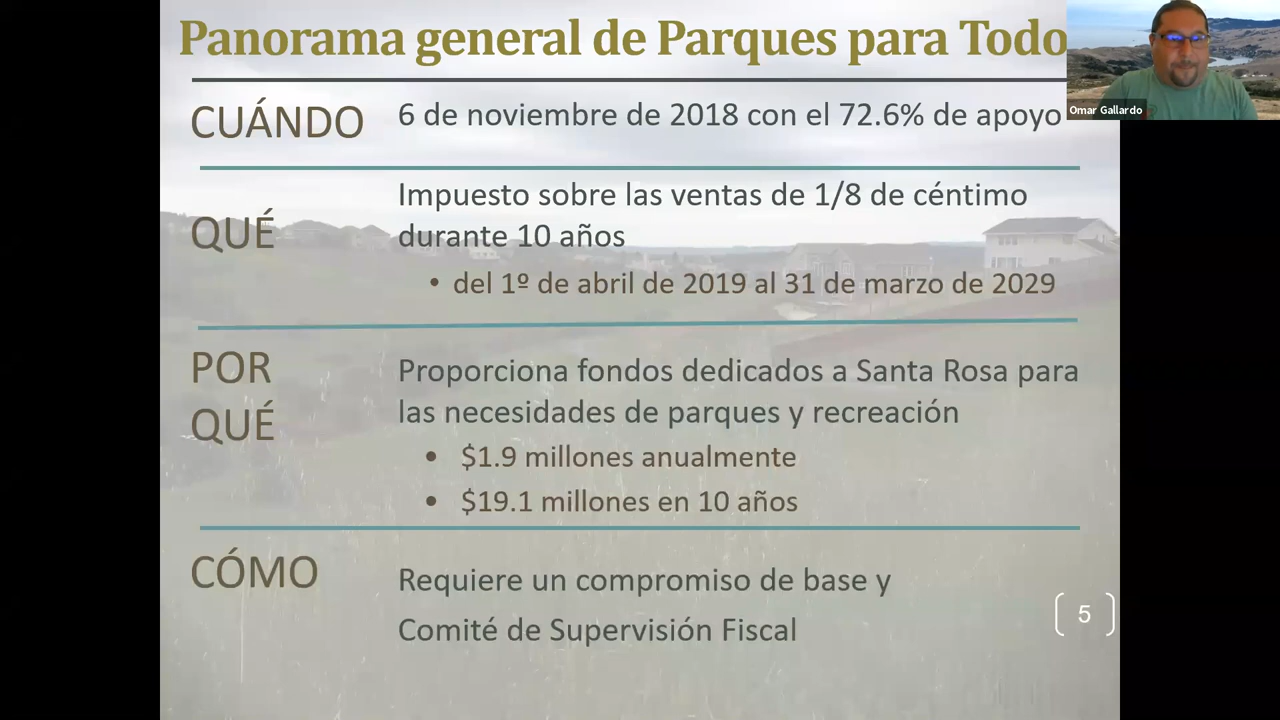 Panorama general de Parques para Todo
Omar Gallardo
CUÁNDO
6 de noviembre de 2018 con el 72.6% de apoyo
QUÉ
Impuesto sobre las ventas de 1/8 de céntimo
durante 10 años
• del 1º de abril de 2019 al 31 de marzo de 2029
POR
QUÉ
Proporciona fondos dedicados a Santa Rosa para
las necesidades de parques y recreación
• $1.9 millones anualmente
• $19.1 millones en 10 años
CÓMO
Requiere un compromiso de base y
Comité de Supervisión Fiscal
5